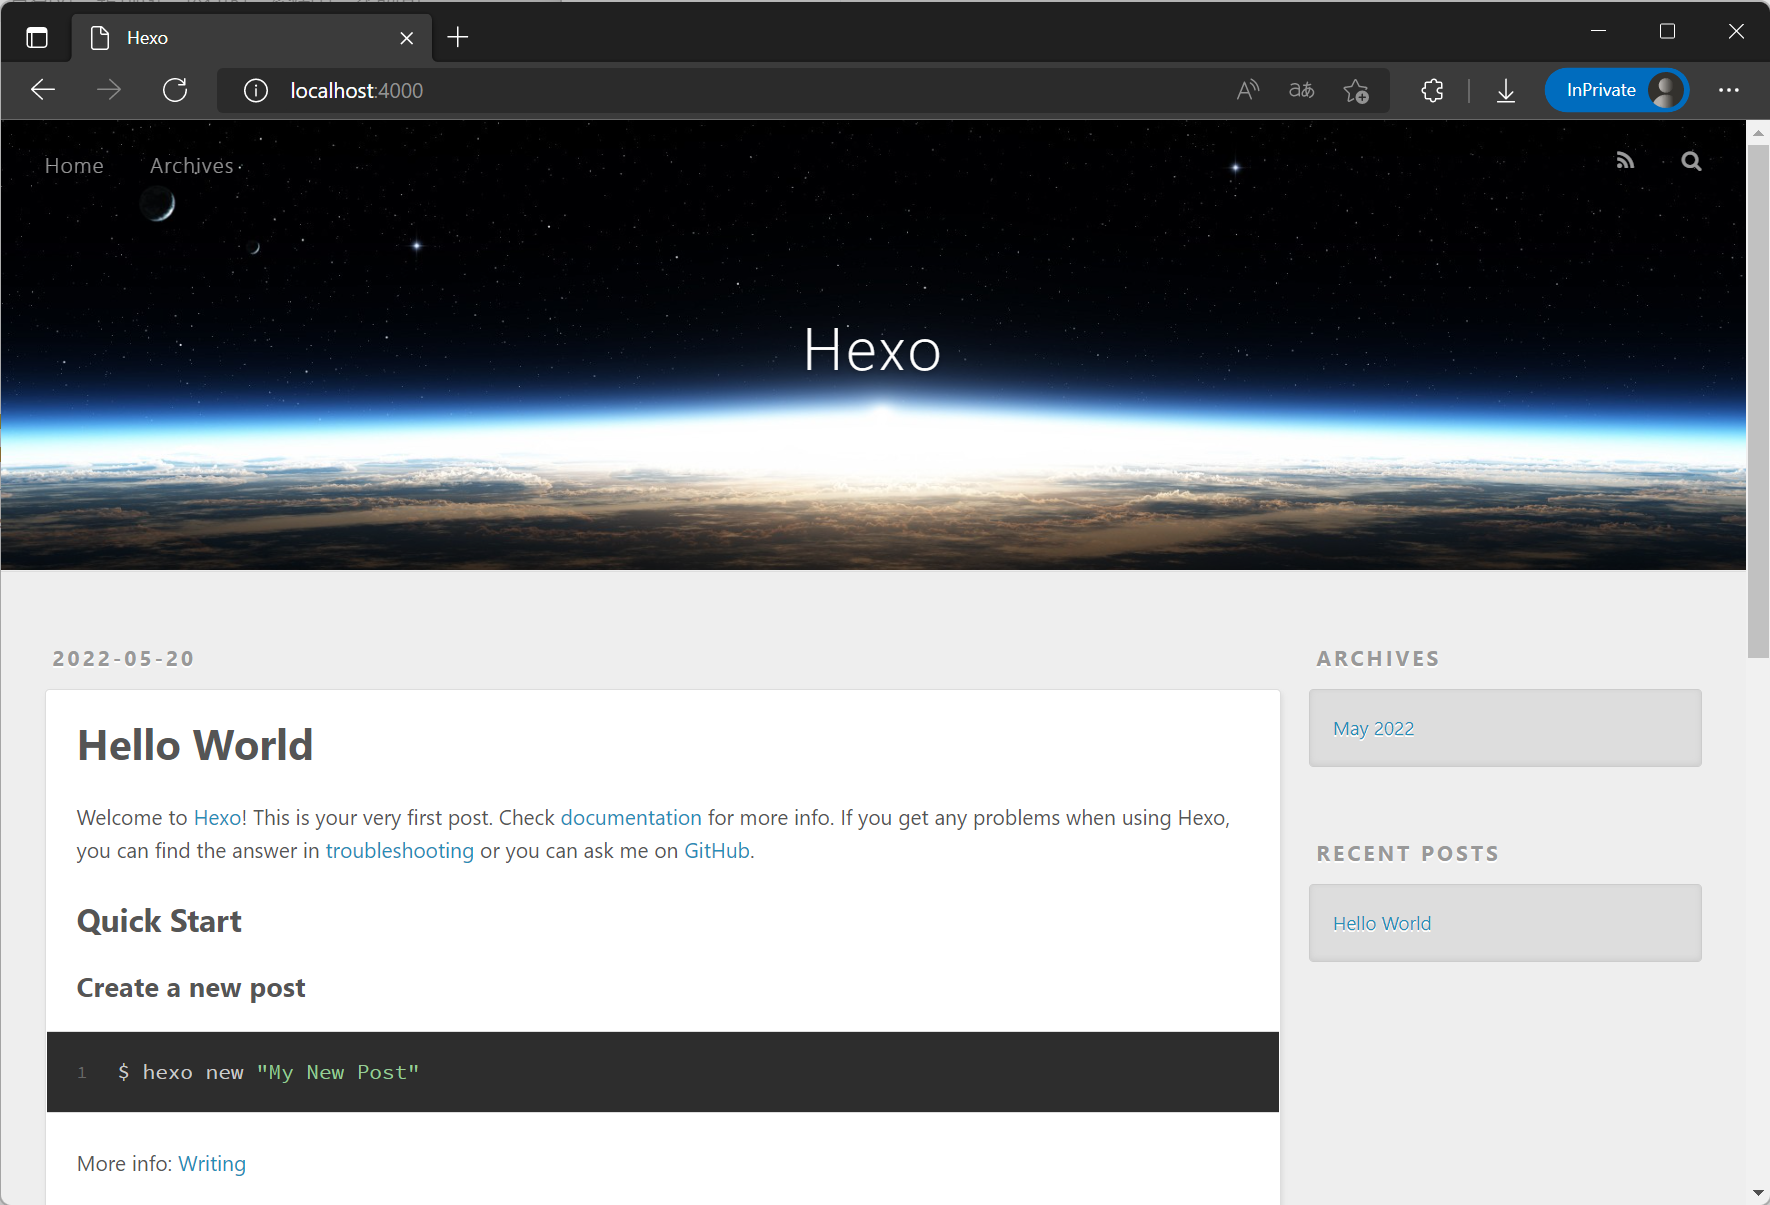 Hexo
localhost:4000
InPrivate
Home Archives
Hexo
2022-05-20
Hello World
Welcome to Hexo! This is your very first post. Check documentation for more info. If you get any problems when using Hexo,
you can find the answer in troubleshooting or you can ask me on GitHub.
Quick Start
Create a new post
1 $ hexo new "My New Post"
More info: Writing
ARCHIVES
May 2022
RECENT POSTS
Hello World